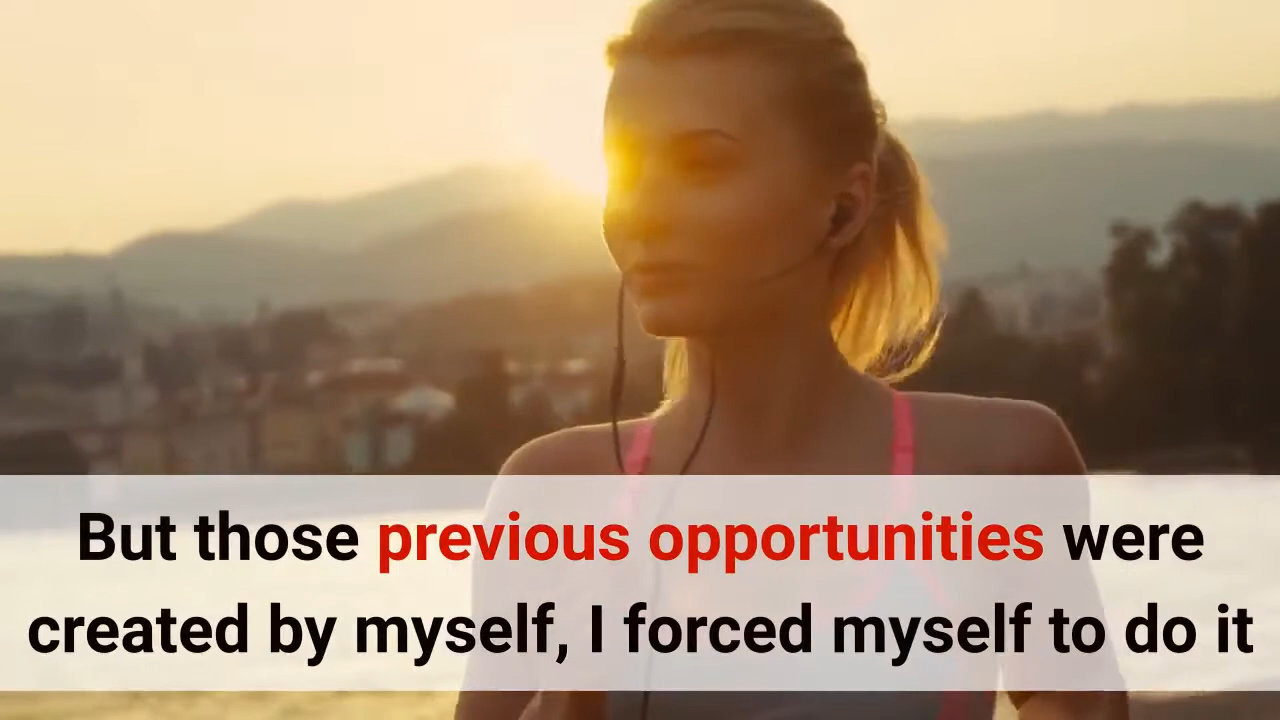 But those previous opportunities were
created by myself, I forced myself to do it